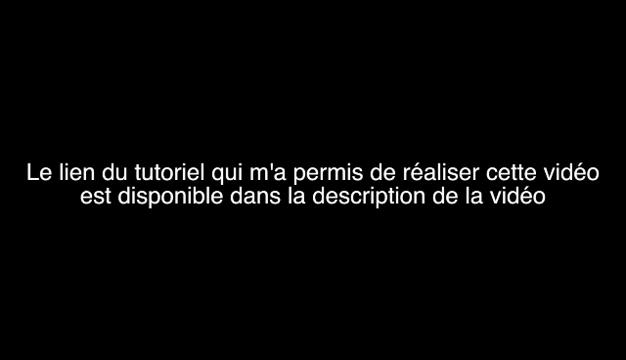 Le lien du tutoriel qui m'a permis de réaliser cette vidéo
est disponible dans la description de la vidéo